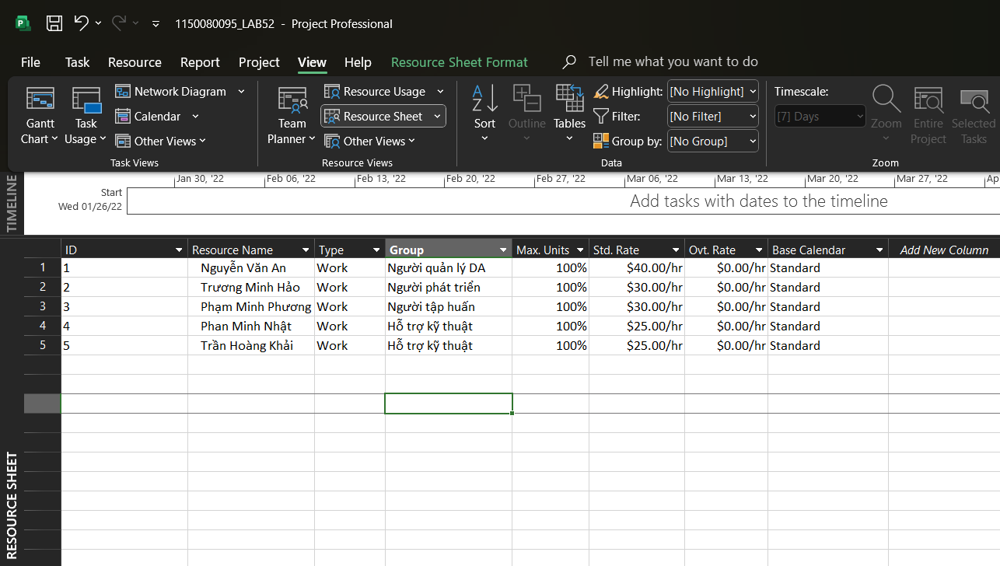 1150080095_LAB52 - Project Professional
File Task Resource Report Project View Help Resource Sheet Format Tell me what you want to do
Gantt Chart
Task Usage
Network Diagram
Calendar
Other Views
Task Views
Team Planner
Resource Usage
Resource Sheet
Other Views
Resource Views
Sort
Outline
Tables
Highlight: [No Highlight]
Filter: [No Filter]
Group by: [No Group]
Data
Timescale:
[7] Days
Zoom
Entire Project
Selected Tasks
Zoom
TIMELINE
Jan 30, '22 Feb 06, '22 Feb 13, '22 Feb 20, '22 Feb 27, '22 Mar 06, '22 Mar 13, '22 Mar 20, '22 Mar 27, '22 Ap
Start
Wed 01/26/22
Add tasks with dates to the timeline
ID Resource Name Type Group Max. Units Std. Rate Ovt. Rate Base Calendar Add New Column
1 1 Nguyễn Văn An Work Người quản lý DA 100% $40.00/hr $0.00/hr Standard
2 2 Trương Minh Hảo Work Người phát triển 100% $30.00/hr $0.00/hr Standard
3 3 Phạm Minh Phương Work Người tập huấn 100% $30.00/hr $0.00/hr Standard
4 4 Phan Minh Nhật Work Hỗ trợ kỹ thuật 100% $25.00/hr $0.00/hr Standard
5 5 Trần Hoàng Khải Work Hỗ trợ kỹ thuật 100% $25.00/hr $0.00/hr Standard
RESOURCE SHEET